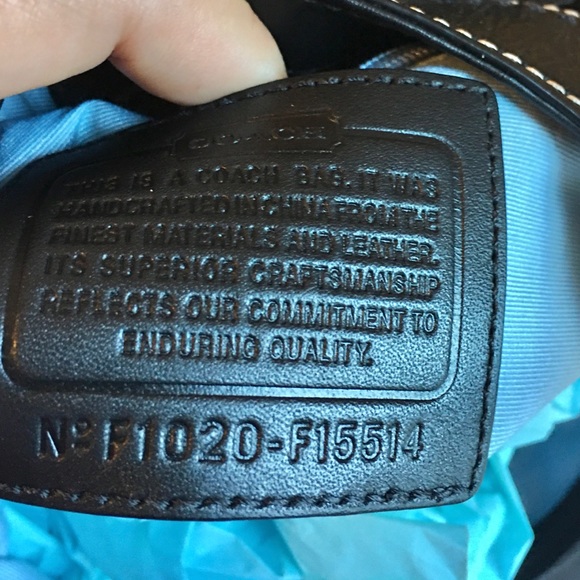 COACH
THIS IS A COACH BAG. IT WAS
HANDCRAFTED IN CHINA FROM THE
FINEST MATERIALS AND LEATHER.
ITS SUPERIOR CRAFTSMANSHIP
REFLECTS OUR COMMITMENT TO
ENDURING QUALITY.
Nº F1020-F15514